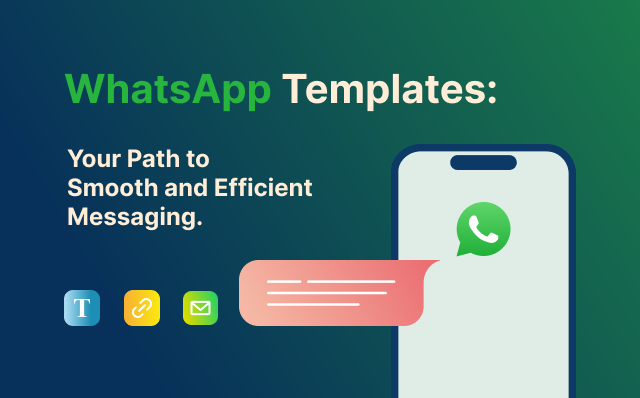 WhatsApp Templates:
Your Path to
Smooth and Efficient
Messaging.
T